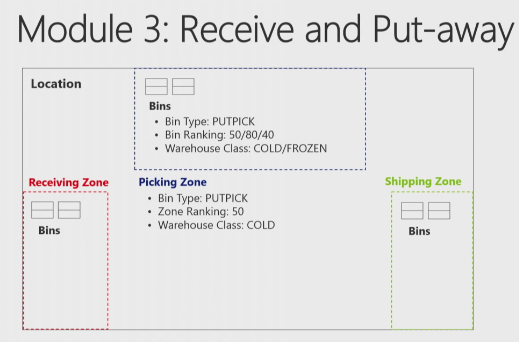 Module 3: Receive and Put-away
Location
Bins
• Bin Type: PUTPICK
• Bin Ranking: 50/80/40
• Warehouse Class: COLD/FROZEN
Receiving Zone
Bins
Picking Zone
• Bin Type: PUTPICK
• Zone Ranking: 50
• Warehouse Class: COLD
Shipping Zone
Bins